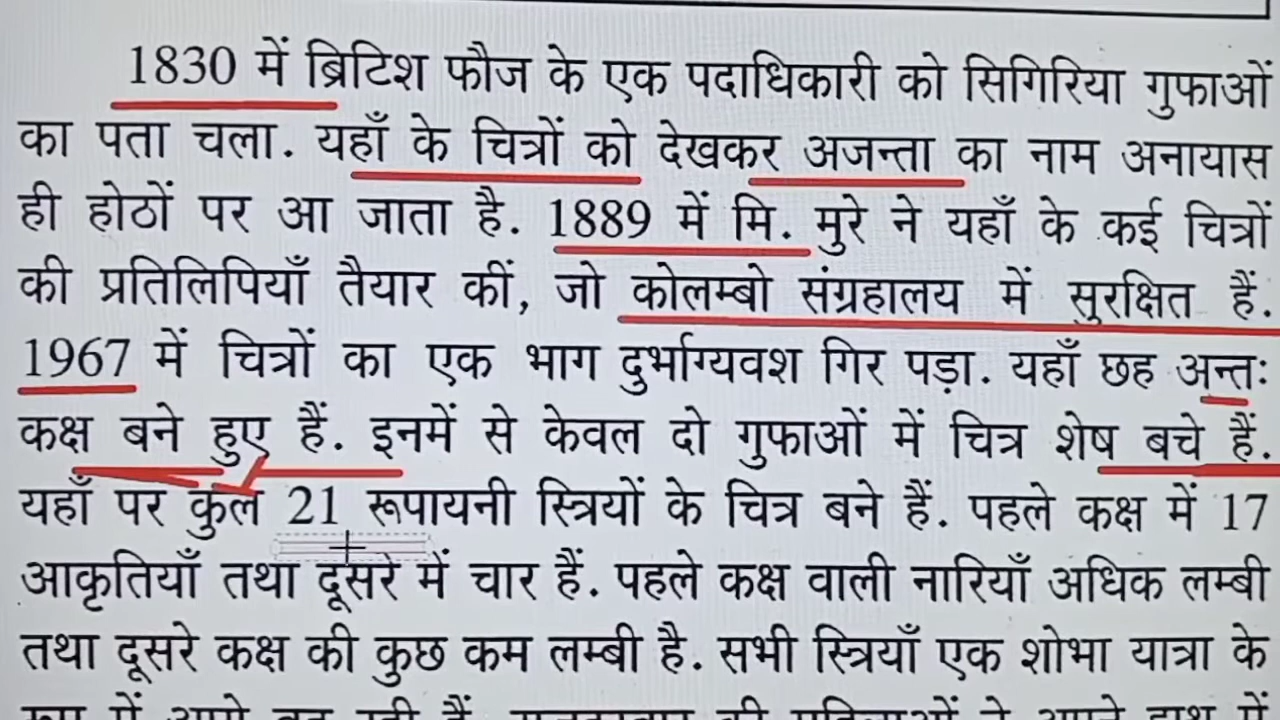 1830 में ब्रिटिश फौज के एक पदाधिकारी को सिगिरिया गुफाओं
का पता चला. यहाँ के चित्रों को देखकर अजन्ता का नाम अनायास
ही होठों पर आ जाता है. 1889 में मि. मुरे ने यहाँ के कई चित्रों
की प्रतिलिपियाँ तैयार कीं, जो कोलम्बो संग्रहालय में सुरक्षित हैं.
1967 में चित्रों का एक भाग दुर्भाग्यवश गिर पड़ा. यहाँ छह अन्तः
कक्ष बने हुए हैं. इनमें से केवल दो गुफाओं में चित्र शेष बचे हैं.
यहाँ पर कुल 21 रूपायनी स्त्रियों के चित्र बने हैं. पहले कक्ष में 17
आकृतियाँ तथा दूसरे में चार हैं. पहले कक्ष वाली नारियाँ अधिक लम्बी
तथा दूसरे कक्ष की कुछ कम लम्बी है. सभी स्त्रियाँ एक शोभा यात्रा के